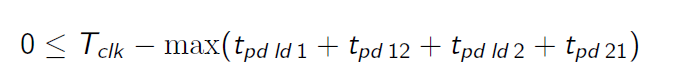 0 ≤ T_clk − max(t_pd ld 1 + t_pd 12 + t_pd ld 2 + t_pd 21)